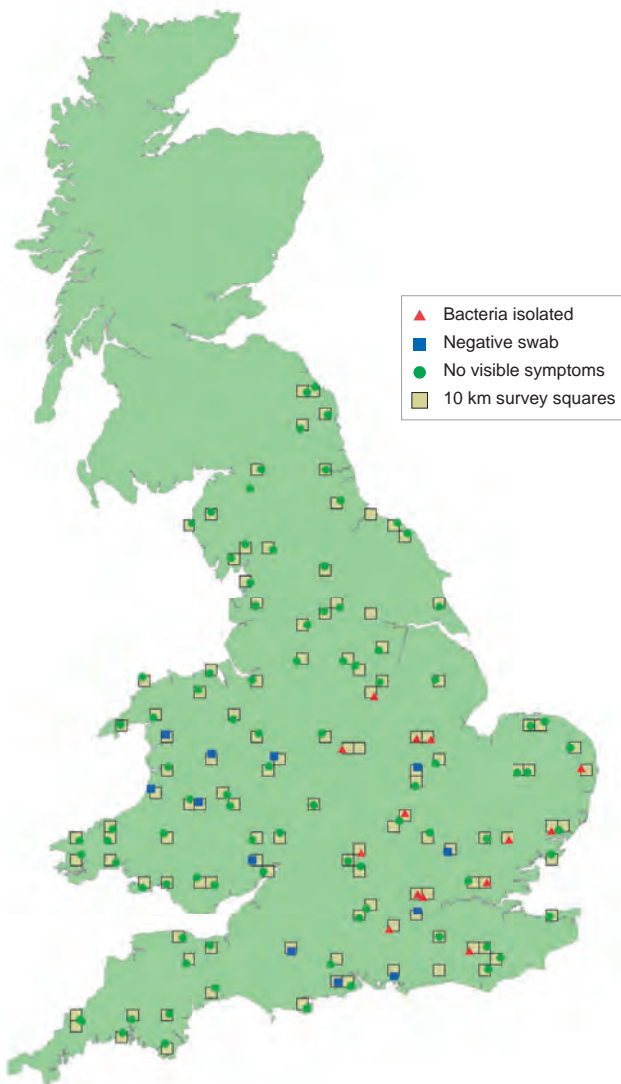 Bacteria isolated
Negative swab
No visible symptoms
10 km survey squares